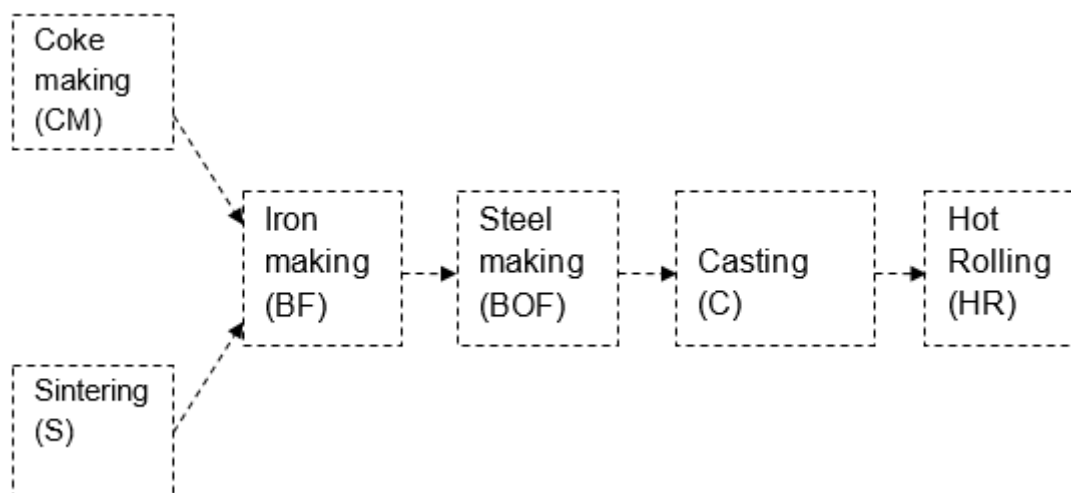 Coke
making
(CM)
Iron
making
(BF)
Steel
making
(BOF)
Casting
(C)
Hot
Rolling
(HR)
Sintering
(S)